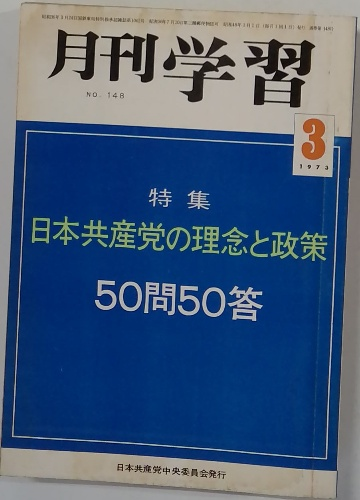 月刊学習
NO. 148
3
1973
特集
日本共産党の理念と政策
50問50答
日本共産党中央委員会発行